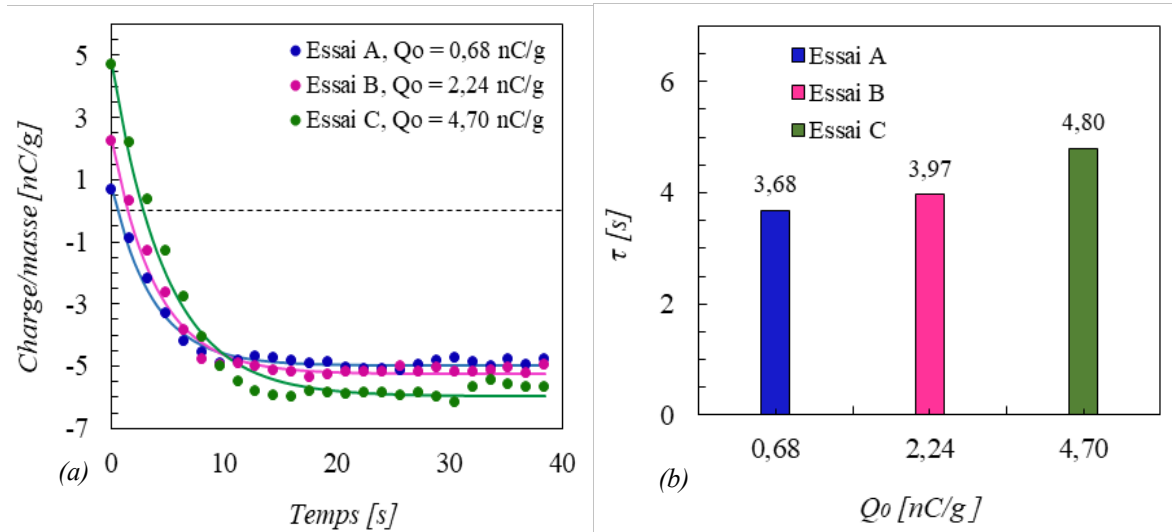 Essai A, Qo = 0,68 nC/g
Essai B, Qo = 2,24 nC/g
Essai C, Qo = 4,70 nC/g
Charge/masse [nC/g]
5
3
1
-1
-3
-5
-7
0
10
20
30
40
Temps [s]
(a)
Essai A
Essai B
Essai C
τ [s]
6
4
2
0
3,68
3,97
4,80
0,68
2,24
4,70
Q₀ [nC/g ]
(b)